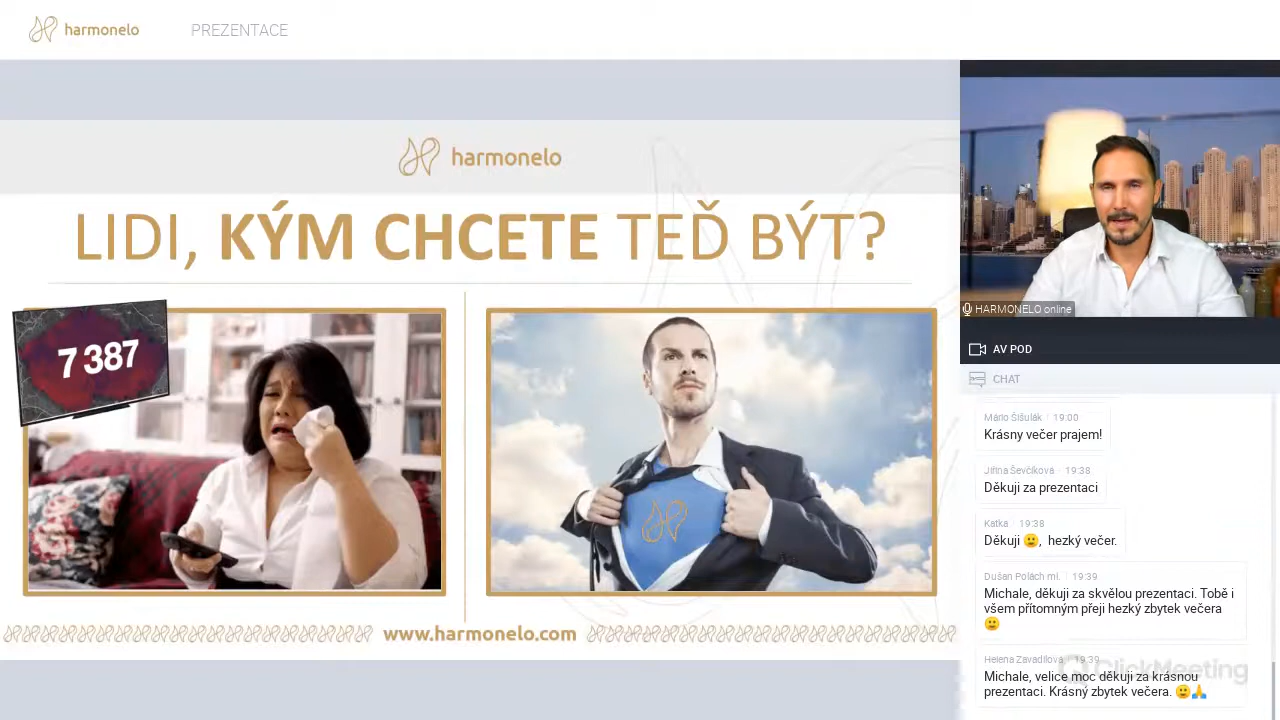 harmonelo
PREZENTACE
harmonelo
LIDI, KÝM CHCETE TEĎ BÝT?
7 387
www.harmonelo.com
HARMONELO online
AV POD
CHAT
Mário Šišulák | 19:00
Krásny večer prajem!
Jiřina Ševčíková | 19:38
Děkuji za prezentaci
Katka | 19:38
Děkuji 🙂, hezký večer.
Dušan Polách ml. | 19:39
Michale, děkuji za skvělou prezentaci. Tobě i
všem přítomným přeji hezký zbytek večera
🙂
Helena Zavadilová | 19:39
Michale, velice moc děkuji za krásnou
prezentaci. Krásný zbytek večera. 🙂🙏
ClickMeeting